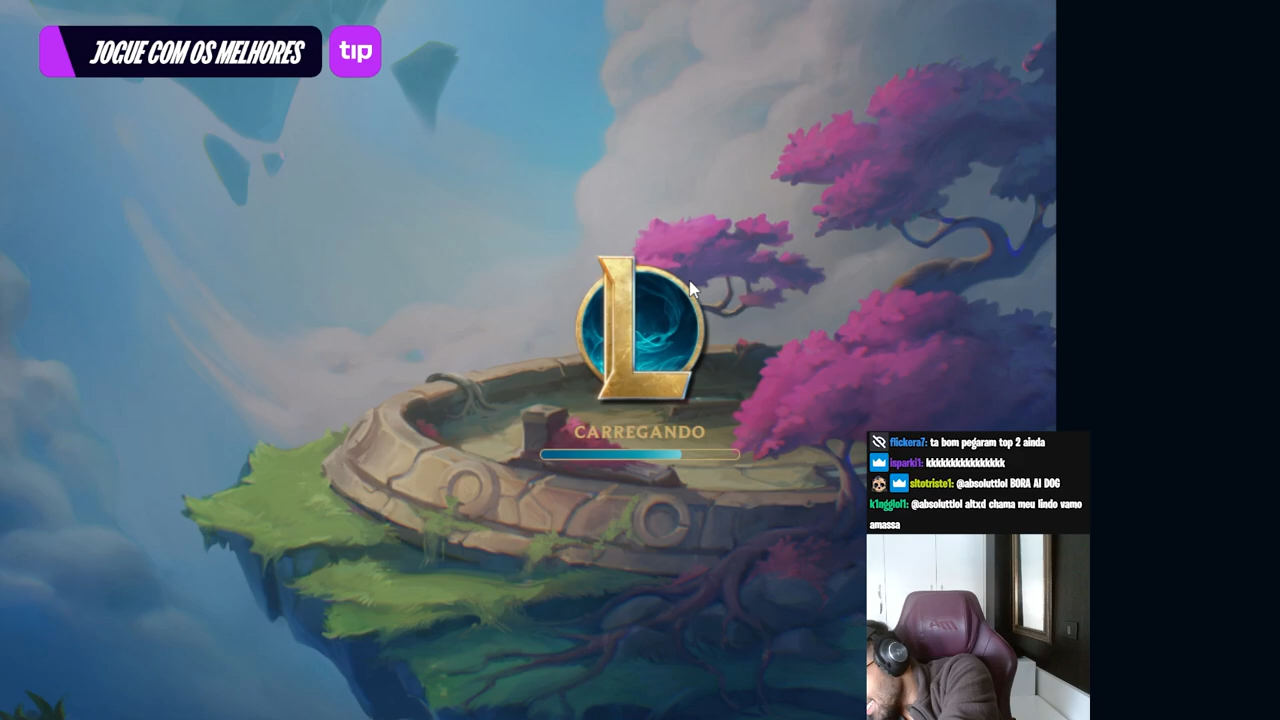 JOGUE COM OS MELHORES
tip
CARREGANDO
flickera7: ta bom pegaram top 2 ainda
isparki1: kkkkkkkkkkkkkkkk
sltotriste1: @absoluttlol BORA AI DOG
k1ngglol1: @absoluttlol altxd chama meu lindo vamo
amassa